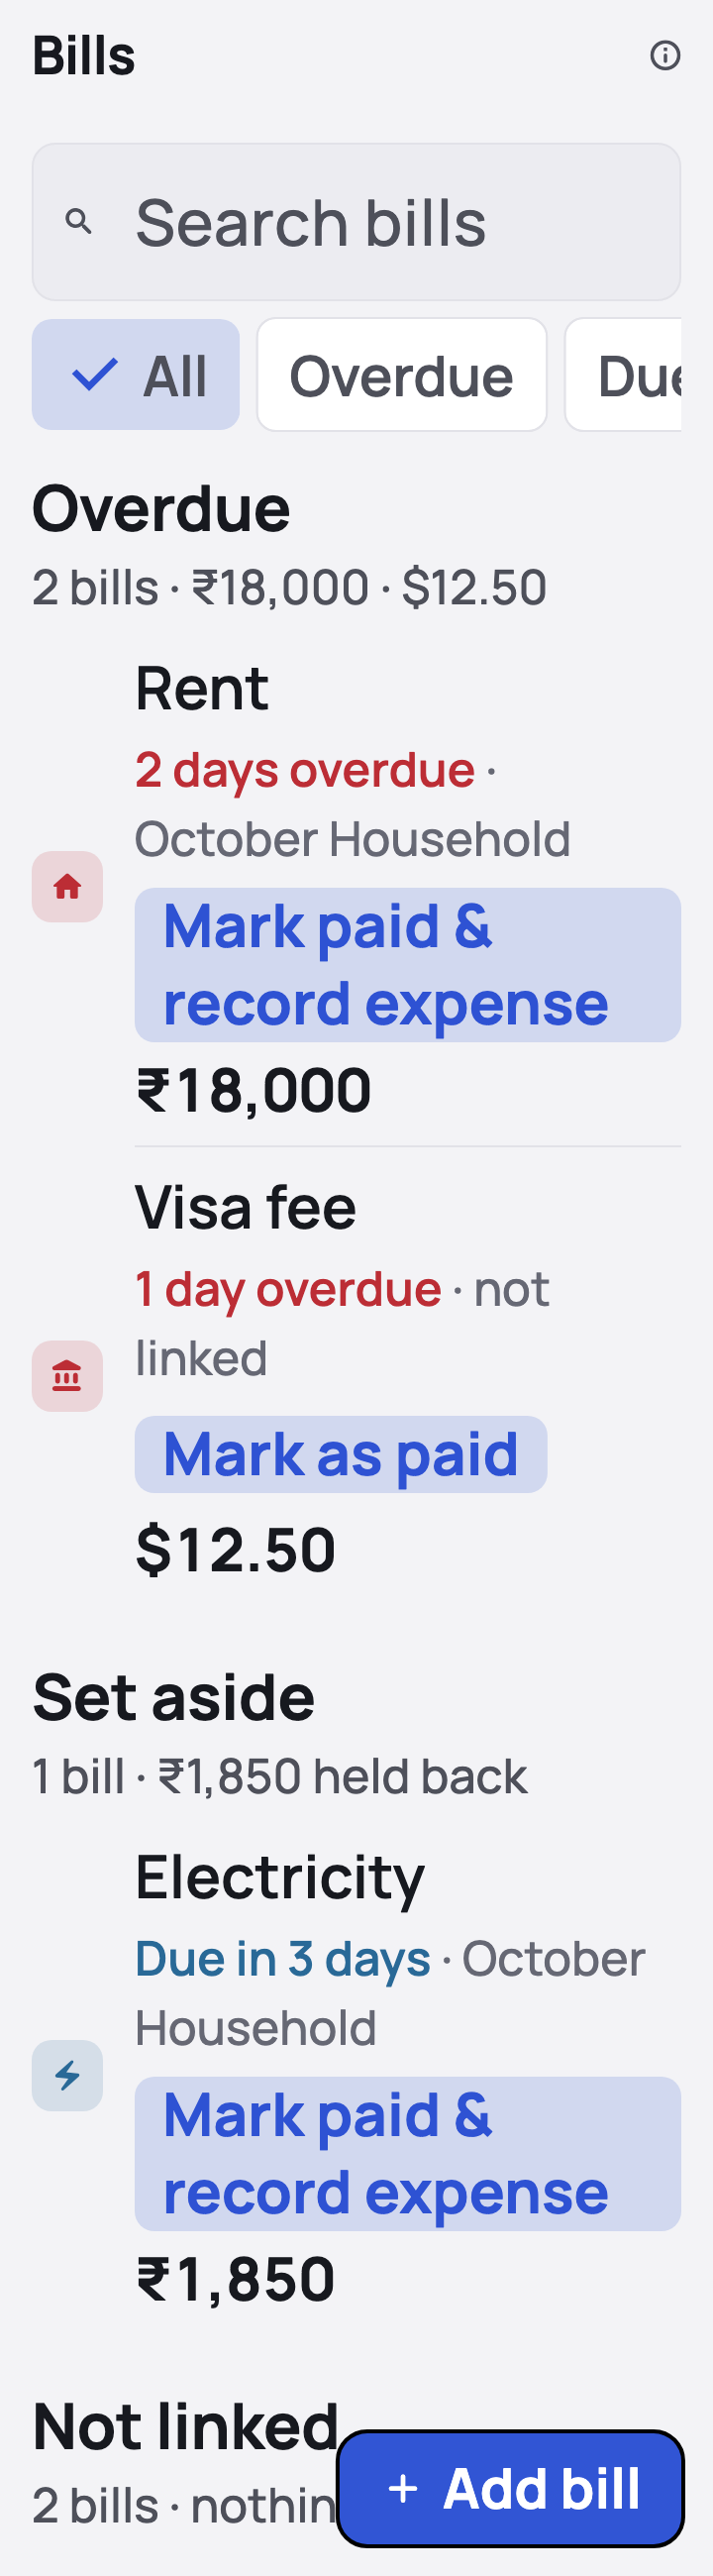 Bills
Search bills
All
Overdue
Due
Overdue
2 bills · ₹18,000 · $12.50
Rent
2 days overdue ·
October Household
Mark paid &
record expense
₹18,000
Visa fee
1 day overdue · not
linked
Mark as paid
$12.50
Set aside
1 bill · ₹1,850 held back
Electricity
Due in 3 days · October
Household
Mark paid &
record expense
₹1,850
Not linked
2 bills ·
+ Add bill